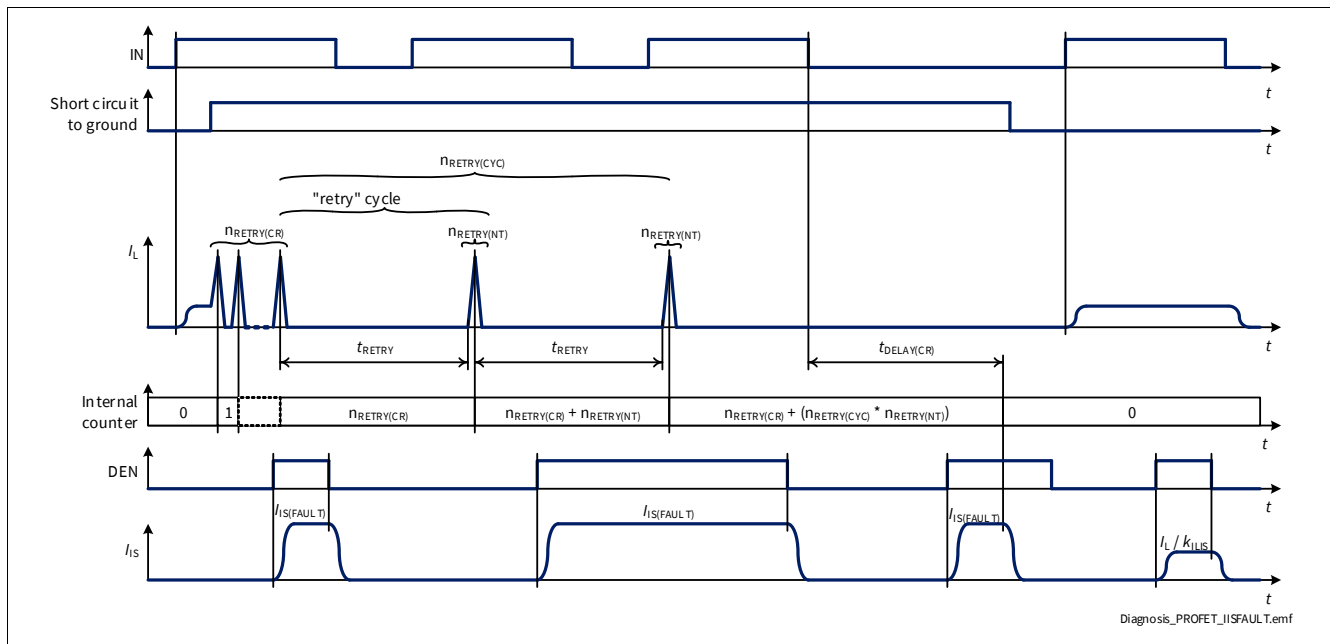 IN
t
Short circuit
to ground
t
nRETRY(CYC)
"retry" cycle
nRETRY(CR)
nRETRY(NT)
nRETRY(NT)
IL
t
tRETRY
tRETRY
tDELAY(CR)
Internal
counter
0
1
nRETRY(CR)
nRETRY(CR) + nRETRY(NT)
nRETRY(CR) + (nRETRY(CYC) * nRETRY(NT))
0
t
DEN
t
IIS(FAULT)
IIS(FAULT)
IIS(FAULT)
IL / kILIS
IIS
t
Diagnosis_PROFET_IISFAULT.emf